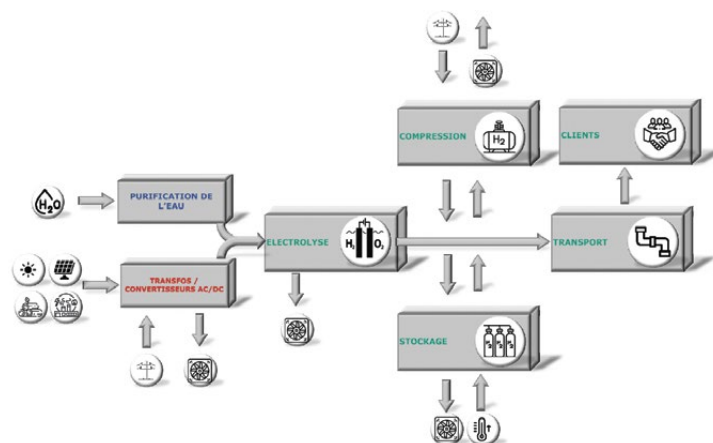 COMPRESSION
H2
CLIENTS
H2O
PURIFICATION DE
L'EAU
ELECTROLYSE
H2 O2
TRANSPORT
TRANSFOS /
CONVERTISSEURS AC/DC
STOCKAGE